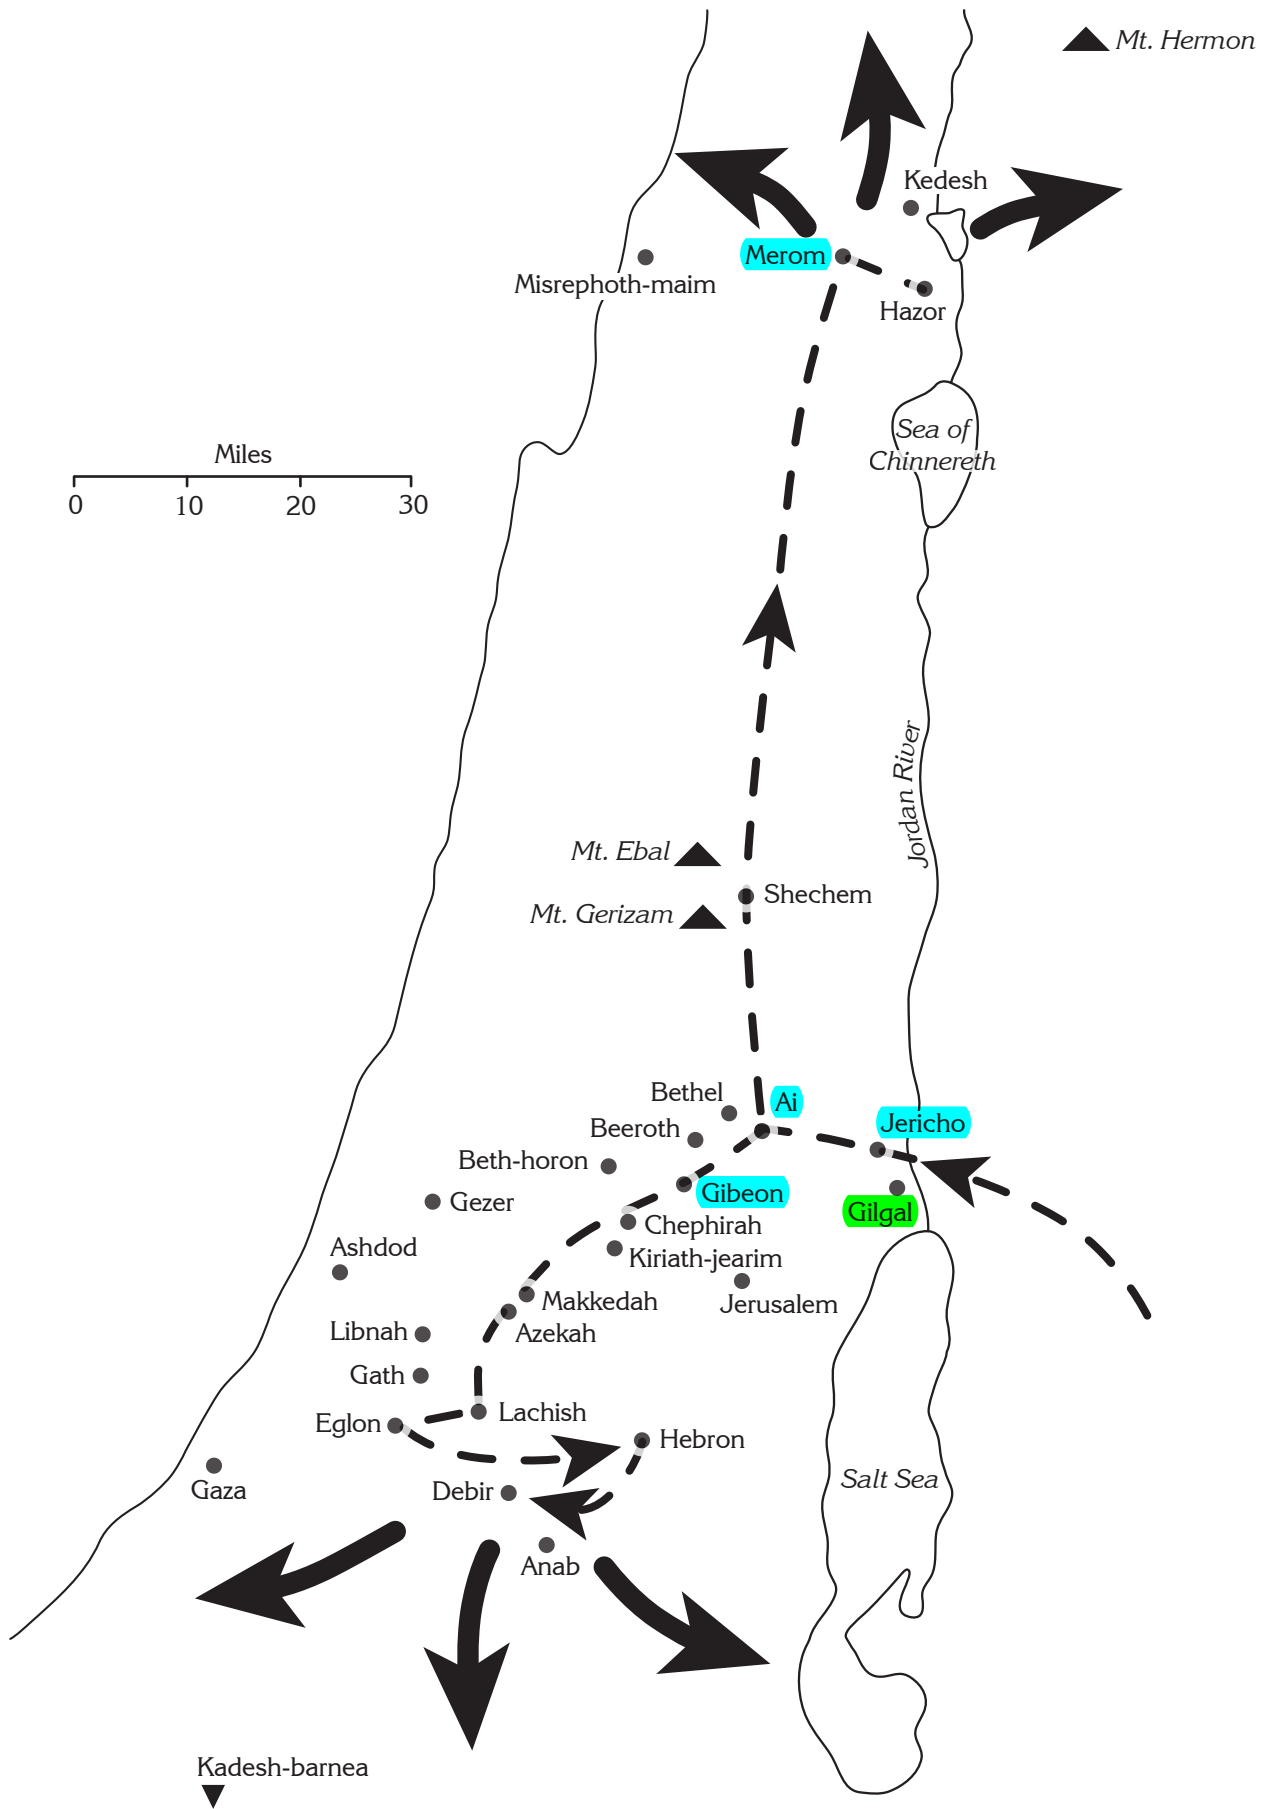 Mt. Hermon
Kedesh
Merom
Misrephoth-maim
Hazor
Sea of
Chinnereth
Miles
0 10 20 30
Jordan River
Mt. Ebal
Shechem
Mt. Gerizam
Bethel
Ai
Jericho
Beeroth
Beth-horon
Gibeon
Gezer
Gilgal
Chephirah
Ashdod
Kiriath-jearim
Makkedah
Jerusalem
Libnah
Azekah
Gath
Lachish
Eglon
Hebron
Salt Sea
Gaza
Debir
Anab
Kadesh-barnea